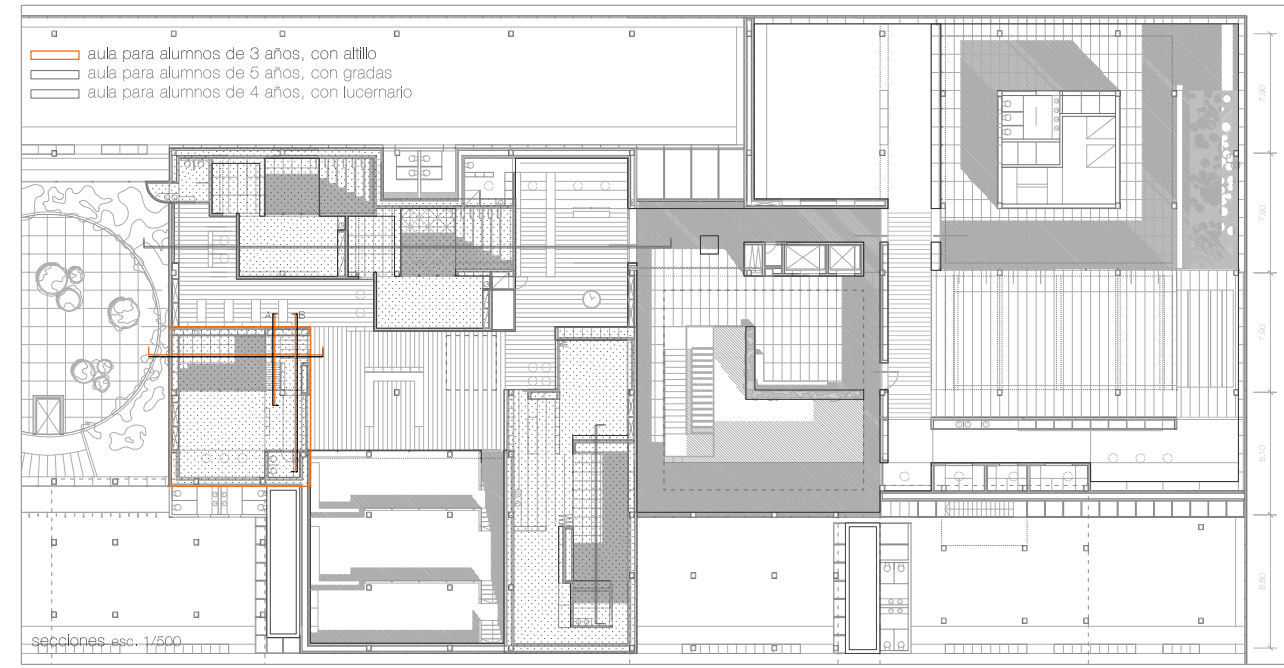 aula para alumnos de 3 años, con altillo
aula para alumnos de 5 años, con gradas
aula para alumnos de 4 años, con lucernario
7,90
7,90
7,90
8,10
6,80
A
B
secciones esc. 1/500